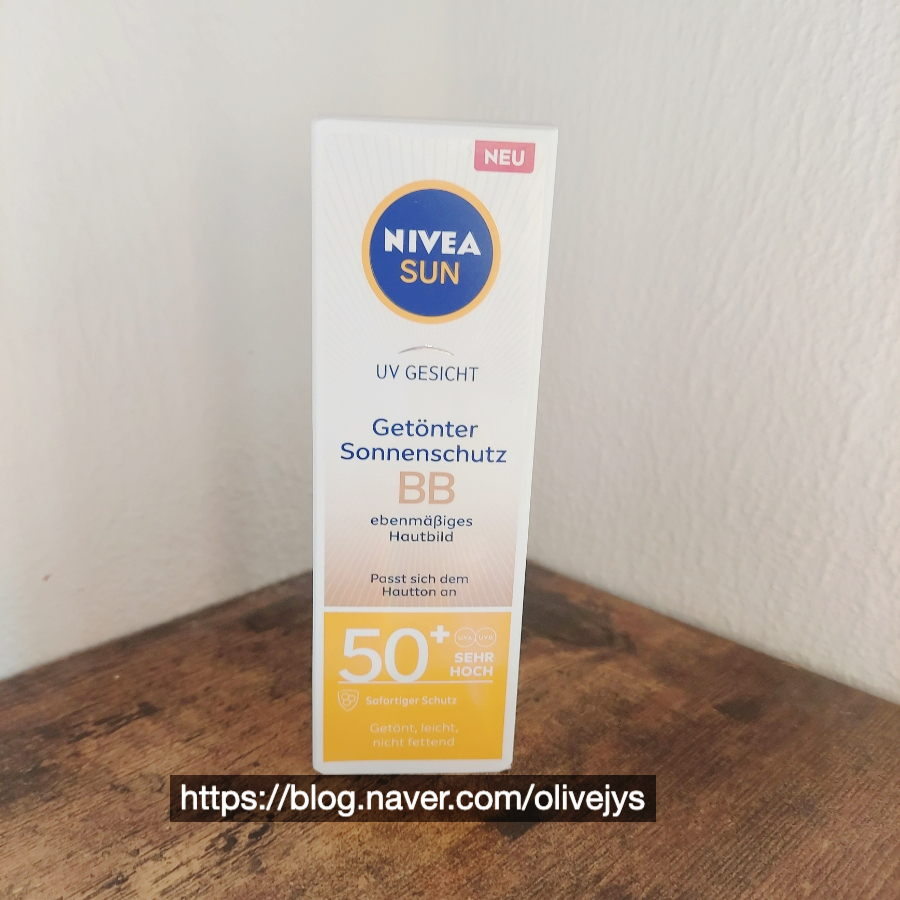 NEU
NIVEA
SUN
UV GESICHT
Getönter
Sonnenschutz
BB
ebenmäßiges
Hautbild
Passt sich dem
Hautton an
50+
UVA UVB
SEHR
HOCH
Sofortiger Schutz
Getönt, leicht,
nicht fettend
https://blog.naver.com/olivejys